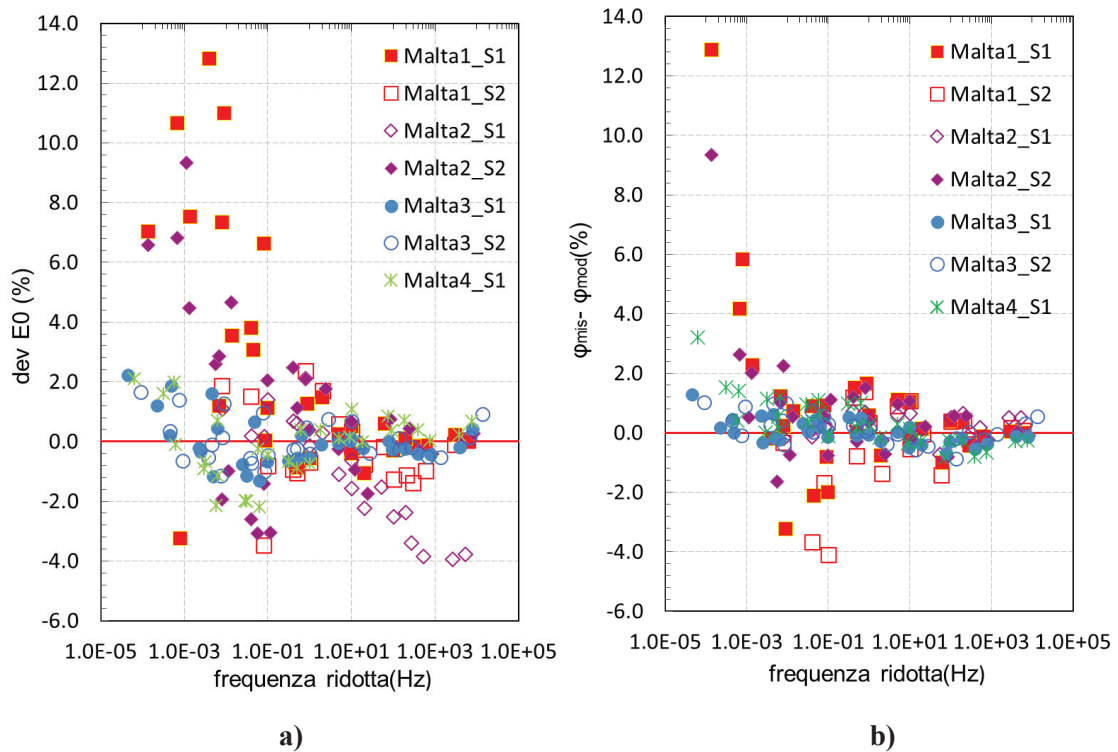 14.0
12.0
10.0
8.0
6.0
4.0
2.0
0.0
-2.0
-4.0
-6.0
dev E0 (%)
1.0E-05 1.0E-03 1.0E-01 1.0E+01 1.0E+03 1.0E+05
frequenza ridotta(Hz)
Malta1_S1
Malta1_S2
Malta2_S1
Malta2_S2
Malta3_S1
Malta3_S2
Malta4_S1
a)
14.0
12.0
10.0
8.0
6.0
4.0
2.0
0.0
-2.0
-4.0
-6.0
φmis- φmod(%)
1.0E-05 1.0E-03 1.0E-01 1.0E+01 1.0E+03 1.0E+05
frequenza ridotta(Hz)
Malta1_S1
Malta1_S2
Malta2_S1
Malta2_S2
Malta3_S1
Malta3_S2
Malta4_S1
b)